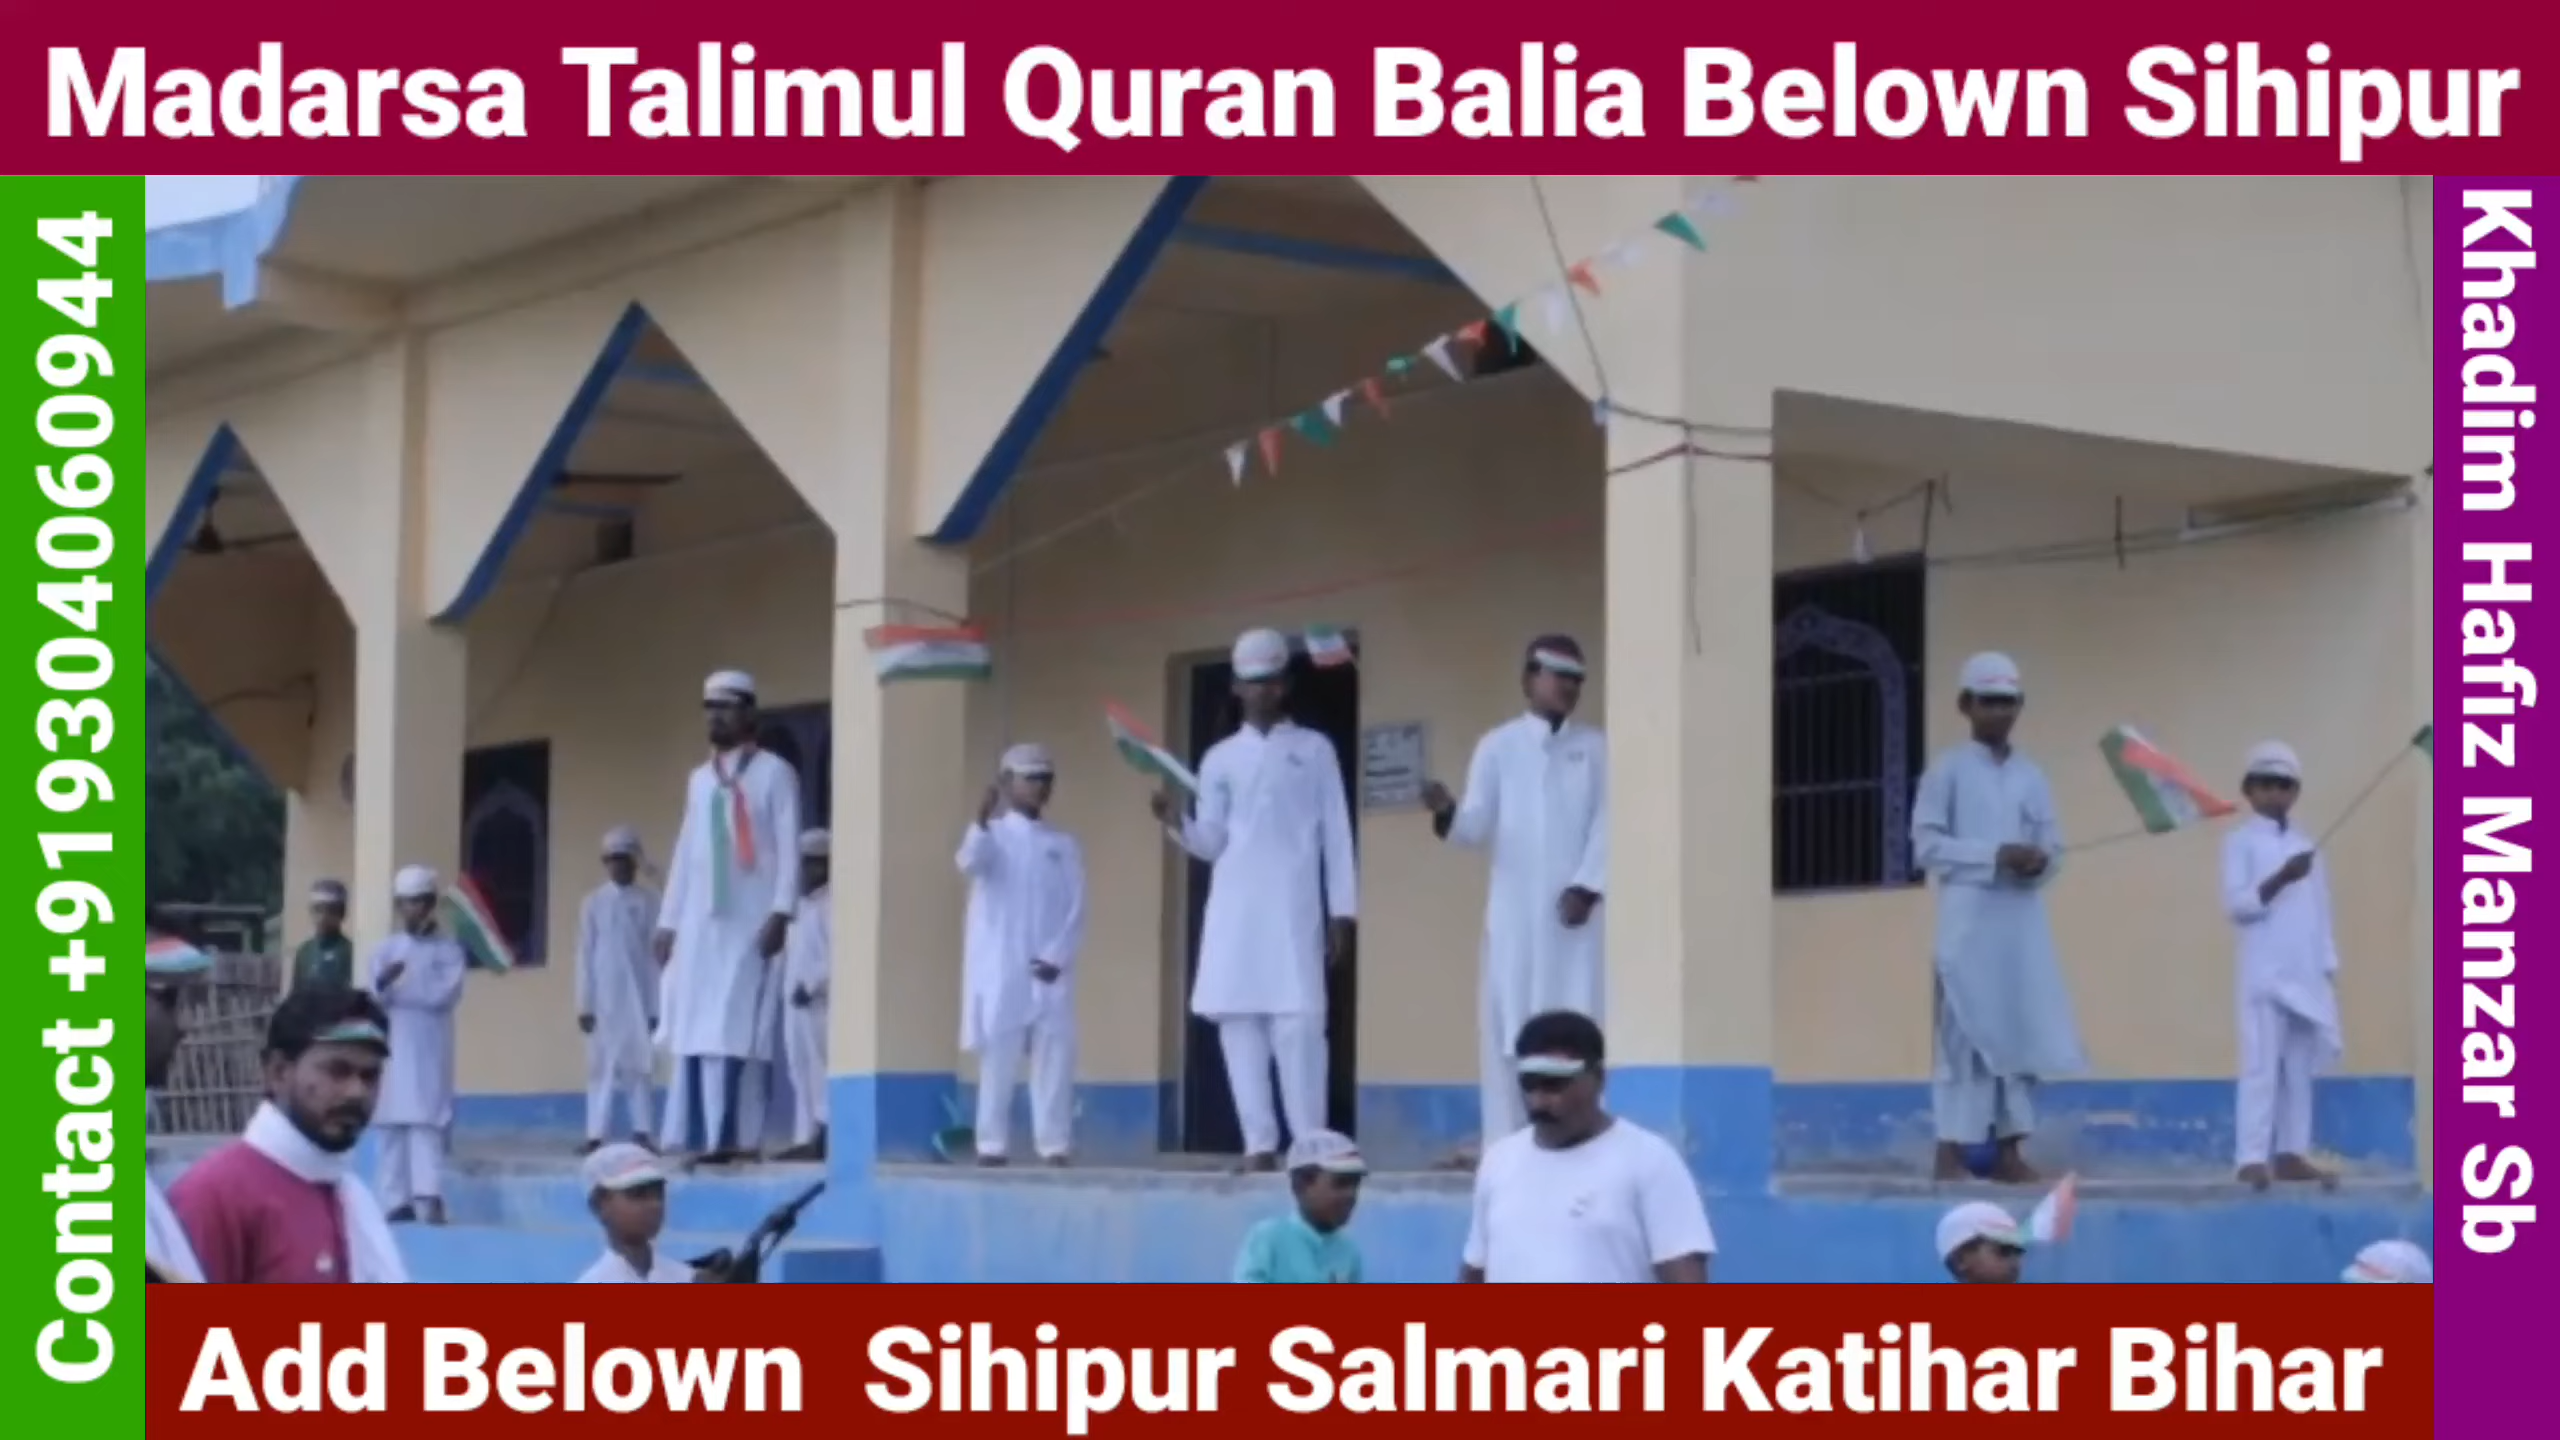 Madarsa Talimul Quran Balia Belown Sihipur
Contact +919304060944
Khadim Hafiz Manzar Sb
Add Belown Sihipur Salmari Katihar Bihar